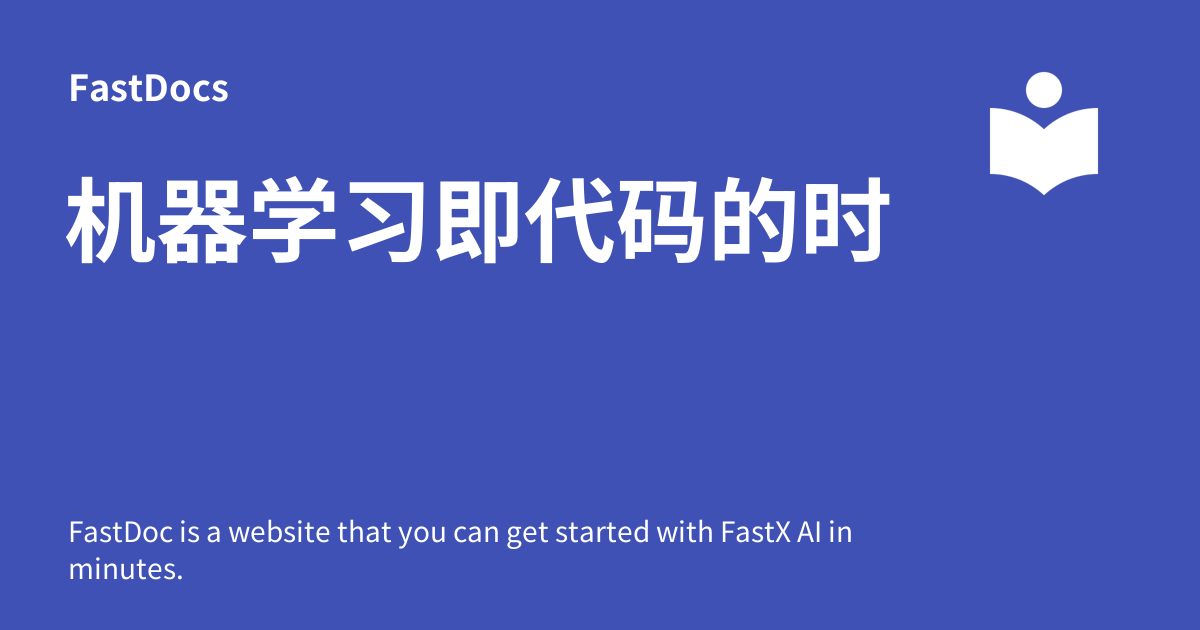 FastDocs
机器学习即代码的时
FastDoc is a website that you can get started with FastX AI in
minutes.